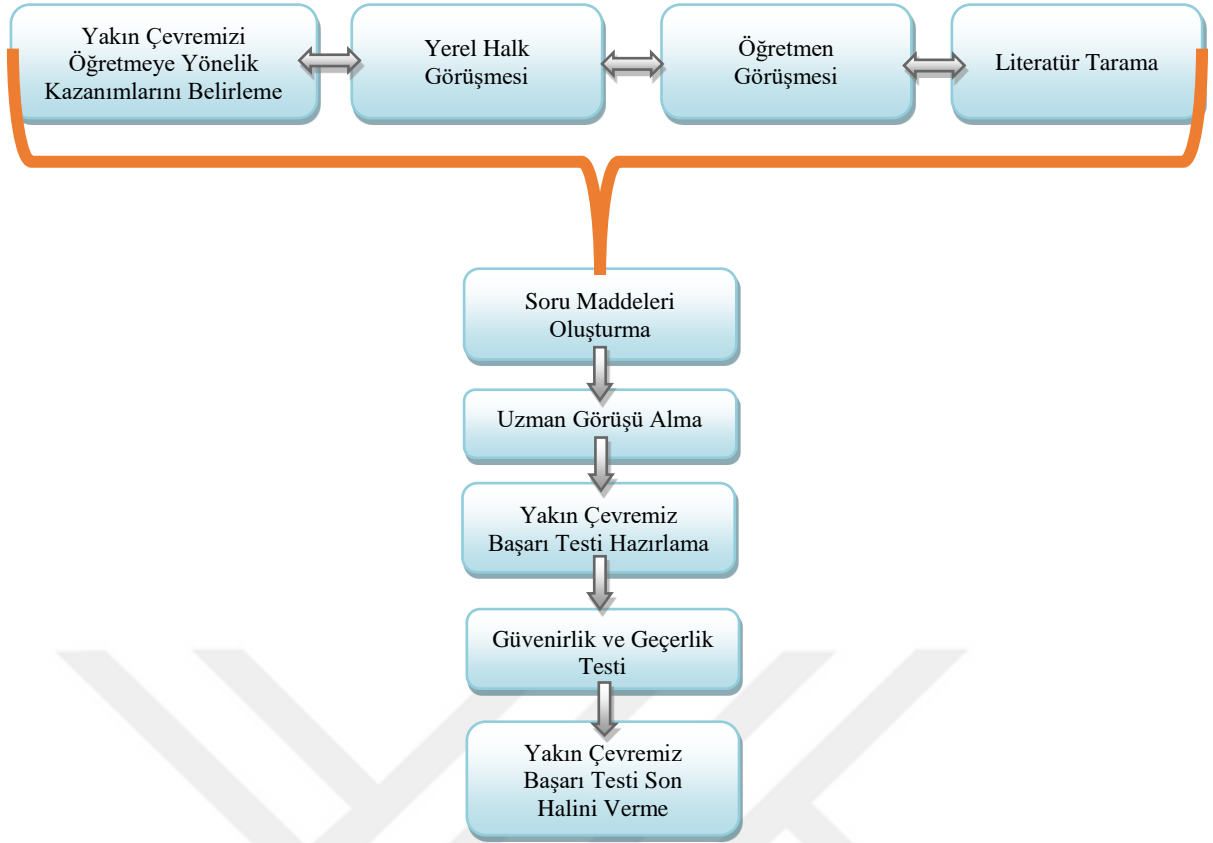 Yakın Çevremizi
Öğretmeye Yönelik
Kazanımlarını Belirleme
Yerel Halk
Görüşmesi
Öğretmen
Görüşmesi
Literatür Tarama
Soru Maddeleri
Oluşturma
Uzman Görüşü Alma
Yakın Çevremiz
Başarı Testi Hazırlama
Güvenirlik ve Geçerlik
Testi
Yakın Çevremiz
Başarı Testi Son
Halini Verme